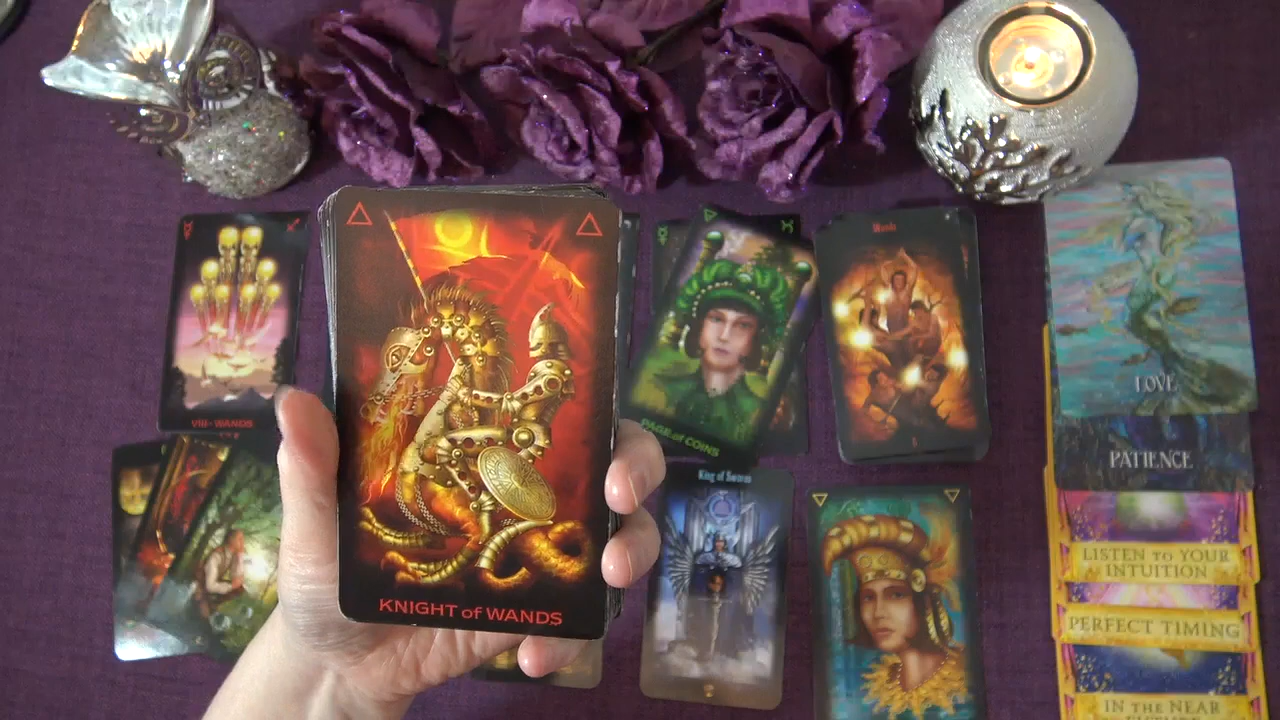 VIII - WANDS
KNIGHT of WANDS
PAGE of COINS
Wands
King of Swords
LOVE
PATIENCE
LISTEN to YOUR
INTUITION
PERFECT TIMING
IN the NEAR